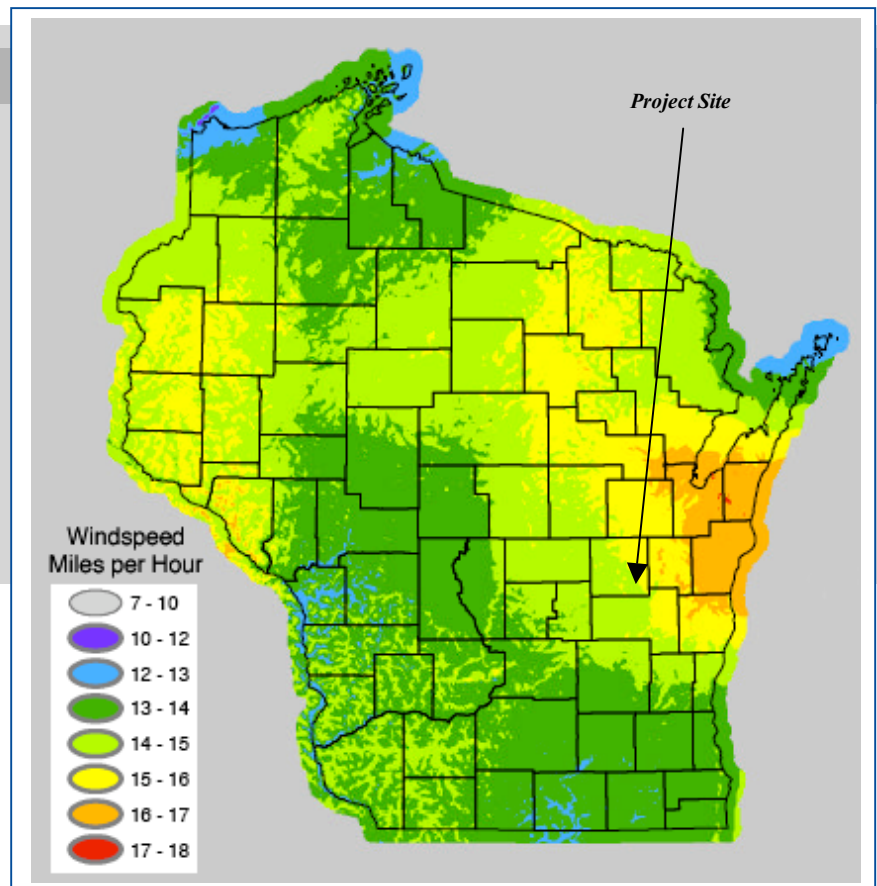 Project Site
Windspeed
Miles per Hour
7 - 10
10 - 12
12 - 13
13 - 14
14 - 15
15 - 16
16 - 17
17 - 18